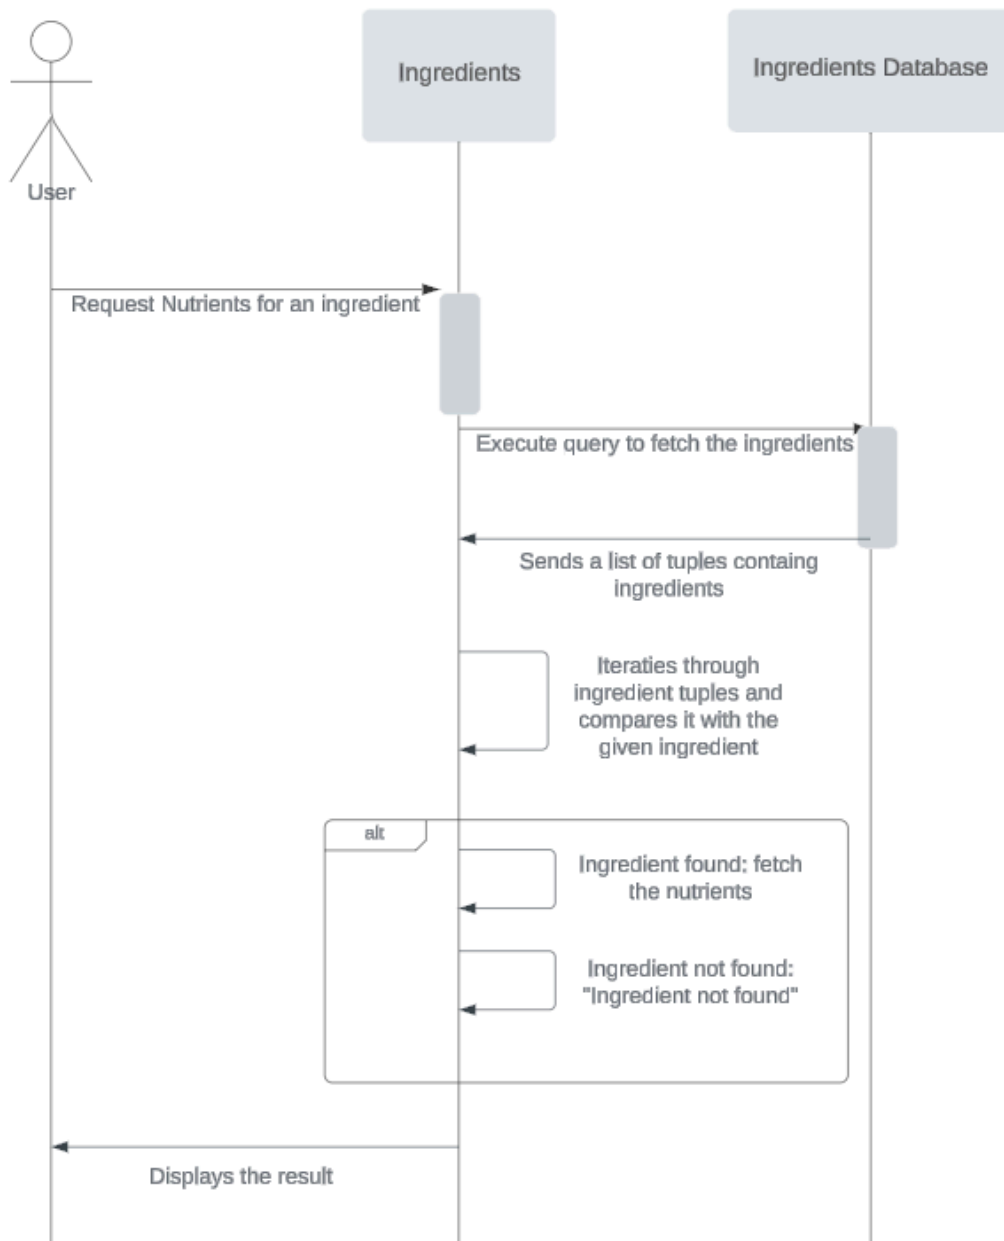 Ingredients
Ingredients Database
User
Request Nutrients for an ingredient
Execute query to fetch the ingredients
Sends a list of tuples containg
ingredients
Iteraties through
ingredient tuples and
compares it with the
given ingredient
alt
Ingredient found: fetch
the nutrients
Ingredient not found:
"Ingredient not found"
Displays the result